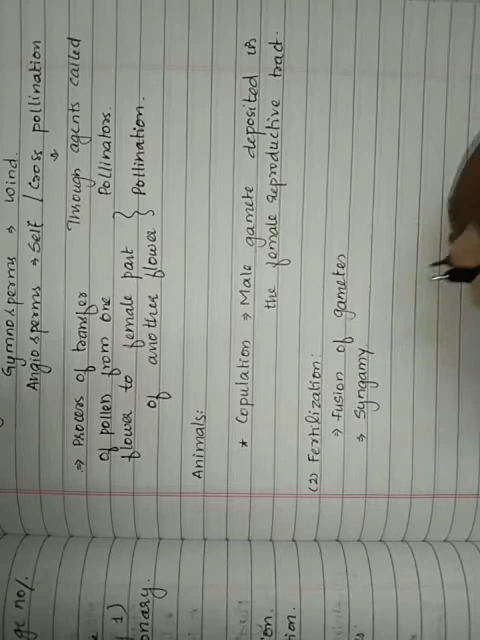 Gymnosperms → Wind.
Angiosperms → Self / Cross pollination
Through agents called
Pollinators.
⇒ Process of transfer
of pollen from one
flower to female part
of another flower } Pollination.
Animals:
* Copulation ⇒ Male gamete deposited in
the female reproductive tract.
(2) Fertilization:
⇒ Fusion of gametes
⇒ Syngamy
ge no/.
y 1)
onary.
ion.